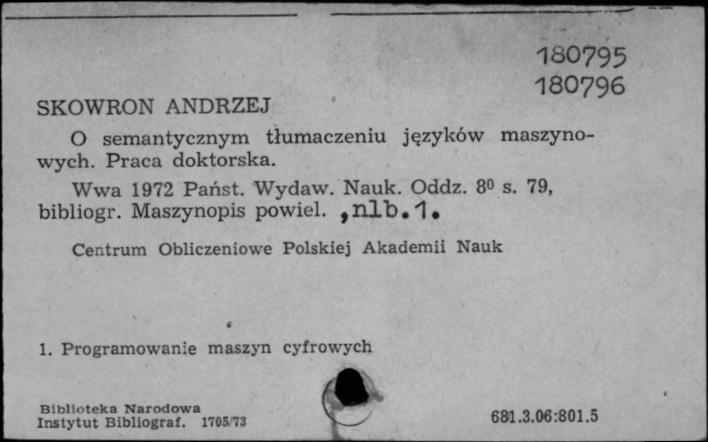 180795
180796
SKOWRON ANDRZEJ
O semantycznym tłumaczeniu języków maszyno-
wych. Praca doktorska.
Wwa 1972 Państ. Wydaw. Nauk. Oddz. 8⁰ s. 79,
bibliogr. Maszynopis powiel. ,nlb.1.
Centrum Obliczeniowe Polskiej Akademii Nauk
1. Programowanie maszyn cyfrowych
Biblioteka Narodowa
Instytut Bibliograf. 1705/73
681.3.06:801.5